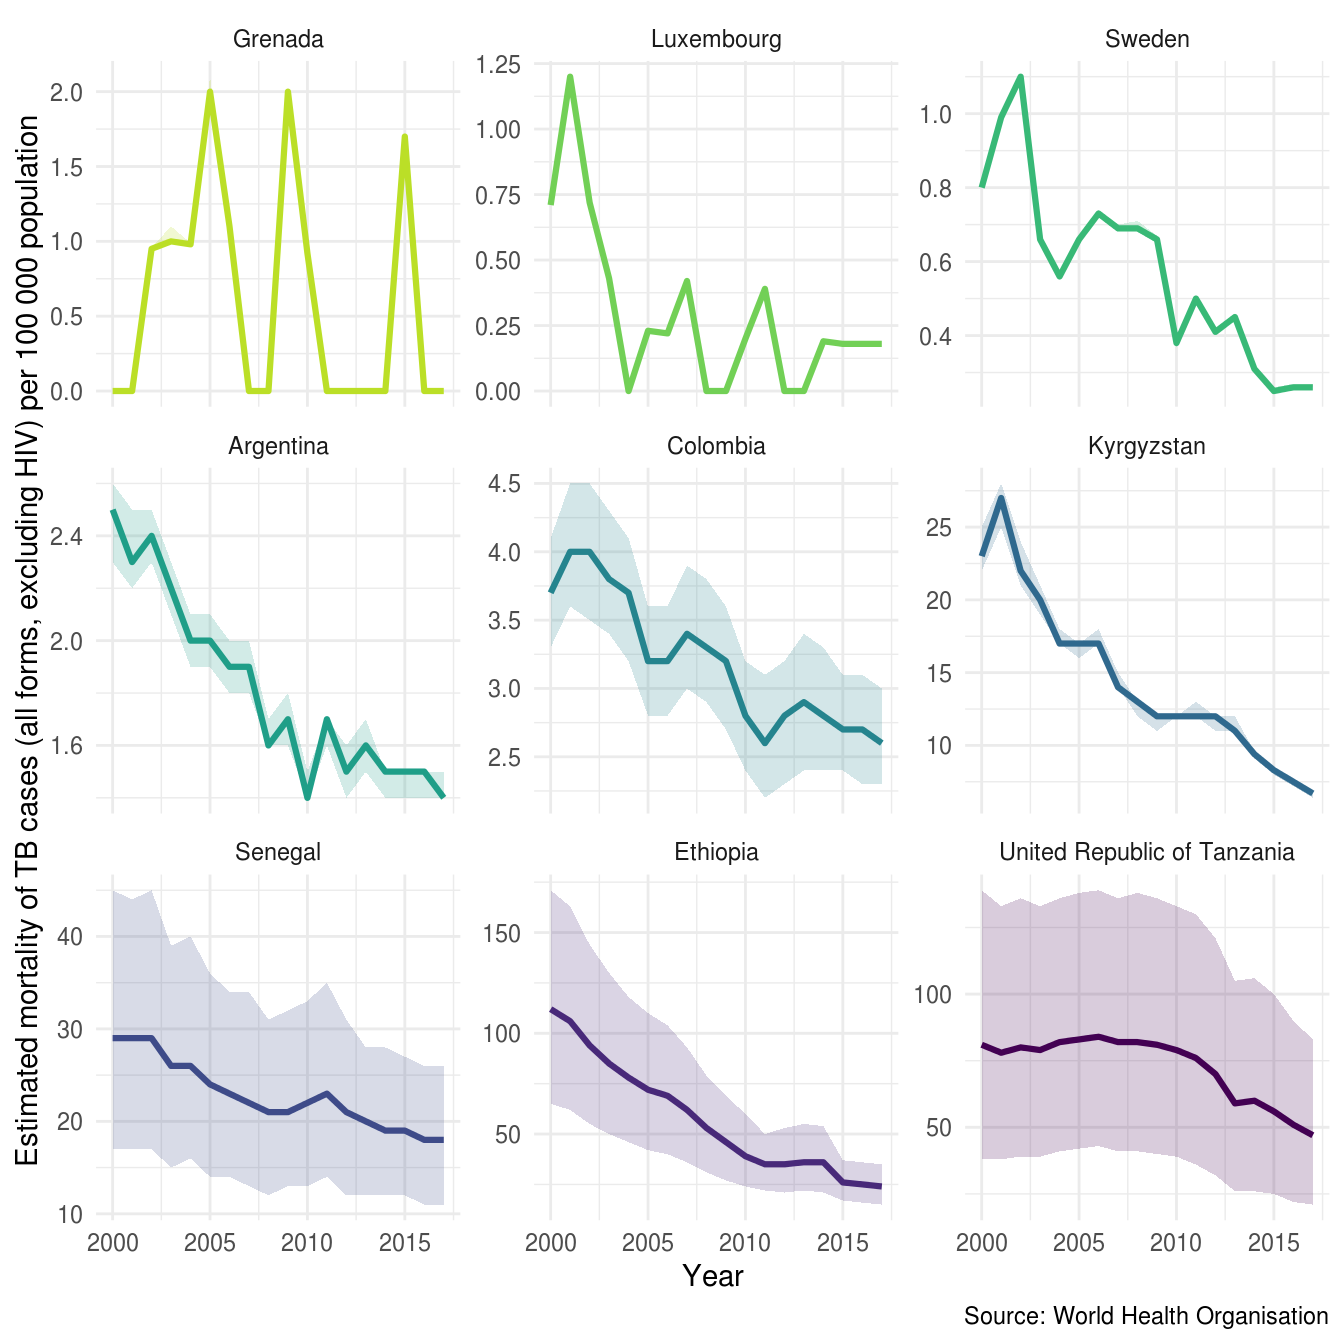 Grenada
Luxembourg
Sweden
2.0
1.5
1.0
0.5
0.0
1.25
1.00
0.75
0.50
0.25
0.00
1.0
0.8
0.6
0.4
Argentina
Colombia
Kyrgyzstan
2.4
2.0
1.6
4.5
4.0
3.5
3.0
2.5
25
20
15
10
Senegal
Ethiopia
United Republic of Tanzania
40
30
20
10
150
100
50
100
50
2000 2005 2010 2015
2000 2005 2010 2015
2000 2005 2010 2015
Estimated mortality of TB cases (all forms, excluding HIV) per 100 000 population
Year
Source: World Health Organisation